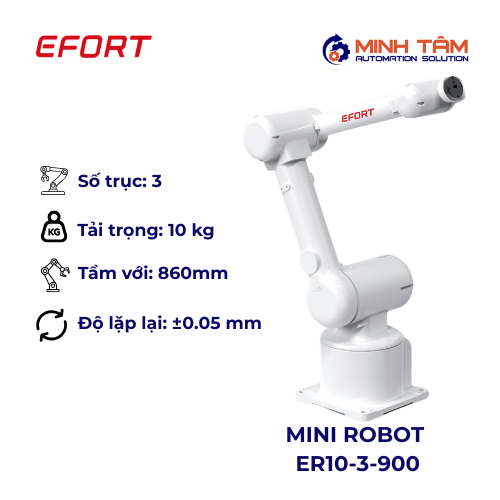 EFORT
MINH TÂM
AUTOMATION SOLUTION
EFORT
Số trục: 3
KG
Tải trọng: 10 kg
Tầm với: 860mm
Độ lặp lại: ±0.05 mm
MINI ROBOT
ER10-3-900